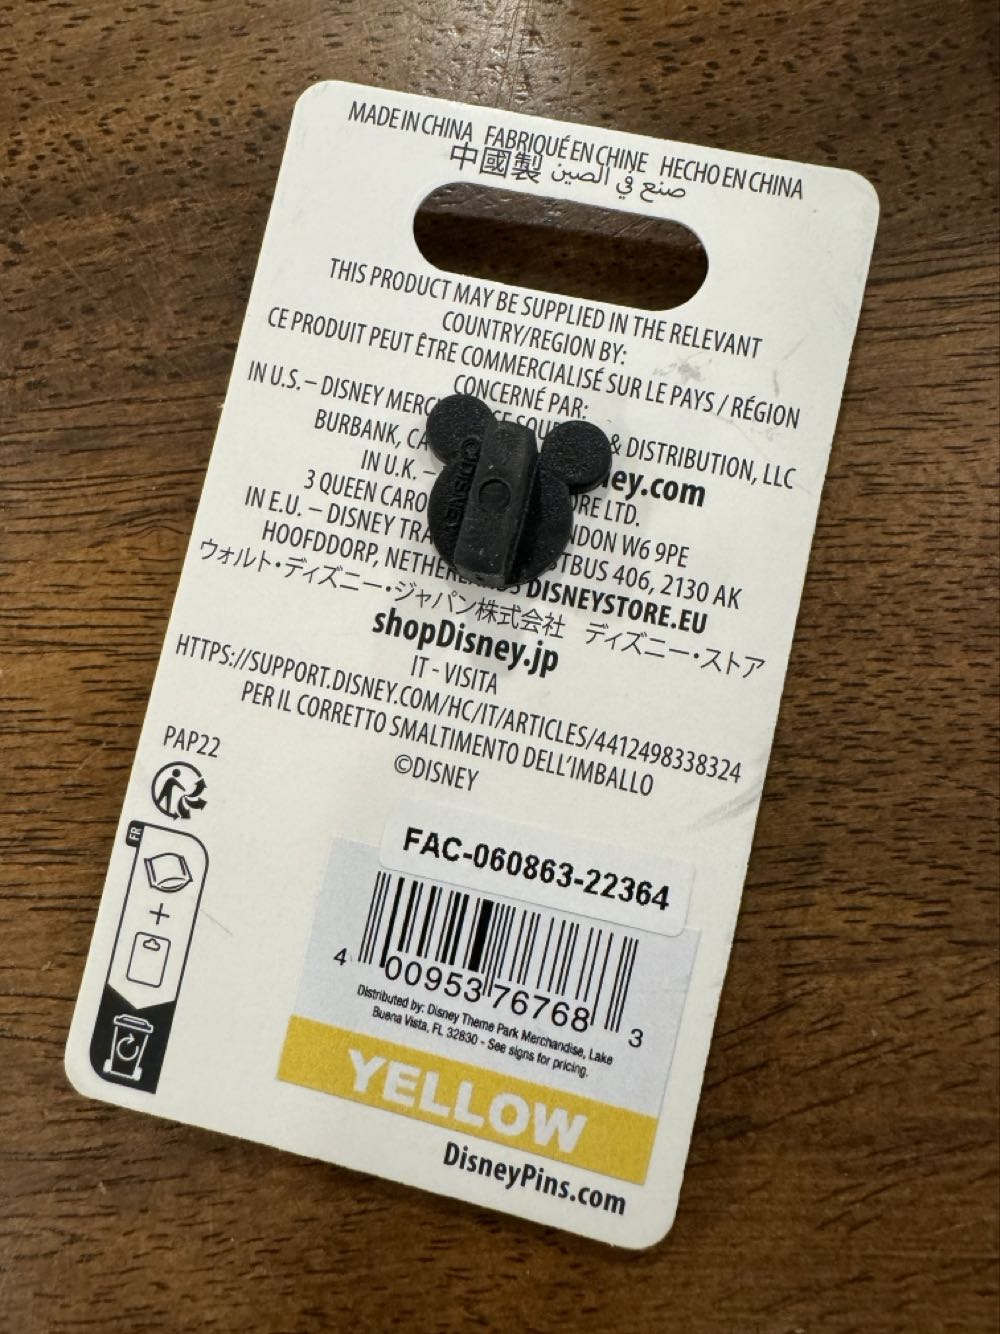 MADE IN CHINA FABRIQUÉ EN CHINE HECHO EN CHINA
中國製 صنع في الصين
THIS PRODUCT MAY BE SUPPLIED IN THE RELEVANT
COUNTRY/REGION BY:
CE PRODUIT PEUT ÊTRE COMMERCIALISÉ SUR LE PAYS / RÉGION
CONCERNÉ PAR:
IN U.S. – DISNEY & DISTRIBUTION, LLC
BURBANK, CA
IN U.K. – ORE LTD.
3 QUEEN CARO NDON W6 9PE
IN E.U. – DISNEY TRA TBUS 406, 2130 AK
HOOFDDORP, DISNEYSTORE.EU
ウォルト・ディズニー・ジャパン株式会社 ディズニー・ストア
shopDisney.jp
IT - VISITA
HTTPS://SUPPORT.DISNEY.COM/HC/IT/ARTICLES/4412498338324
PER IL CORRETTO SMALTIMENTO DELL'IMBALLO
©DISNEY
PAP22
FR
+
FAC-060863-22364
4 00953 76768 3
Distributed by: Disney Theme Park Merchandise, Lake
Buena Vista, FL 32830 - See signs for pricing.
YELLOW
DisneyPins.com
©DISNEY